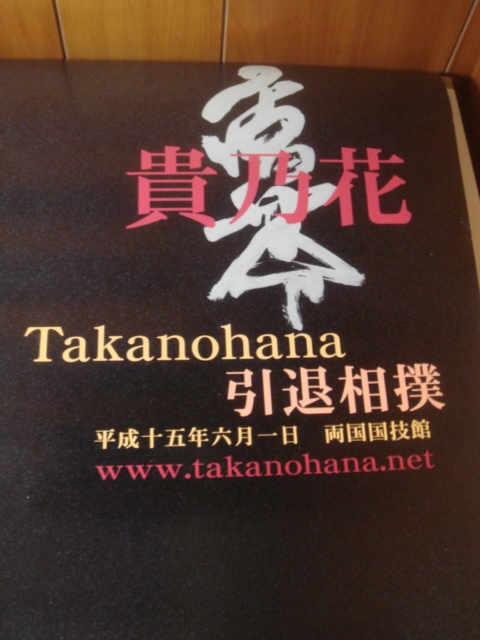 貴乃花
Takanohana
引退相撲
平成十五年六月一日 両国国技館
www.takanohana.net